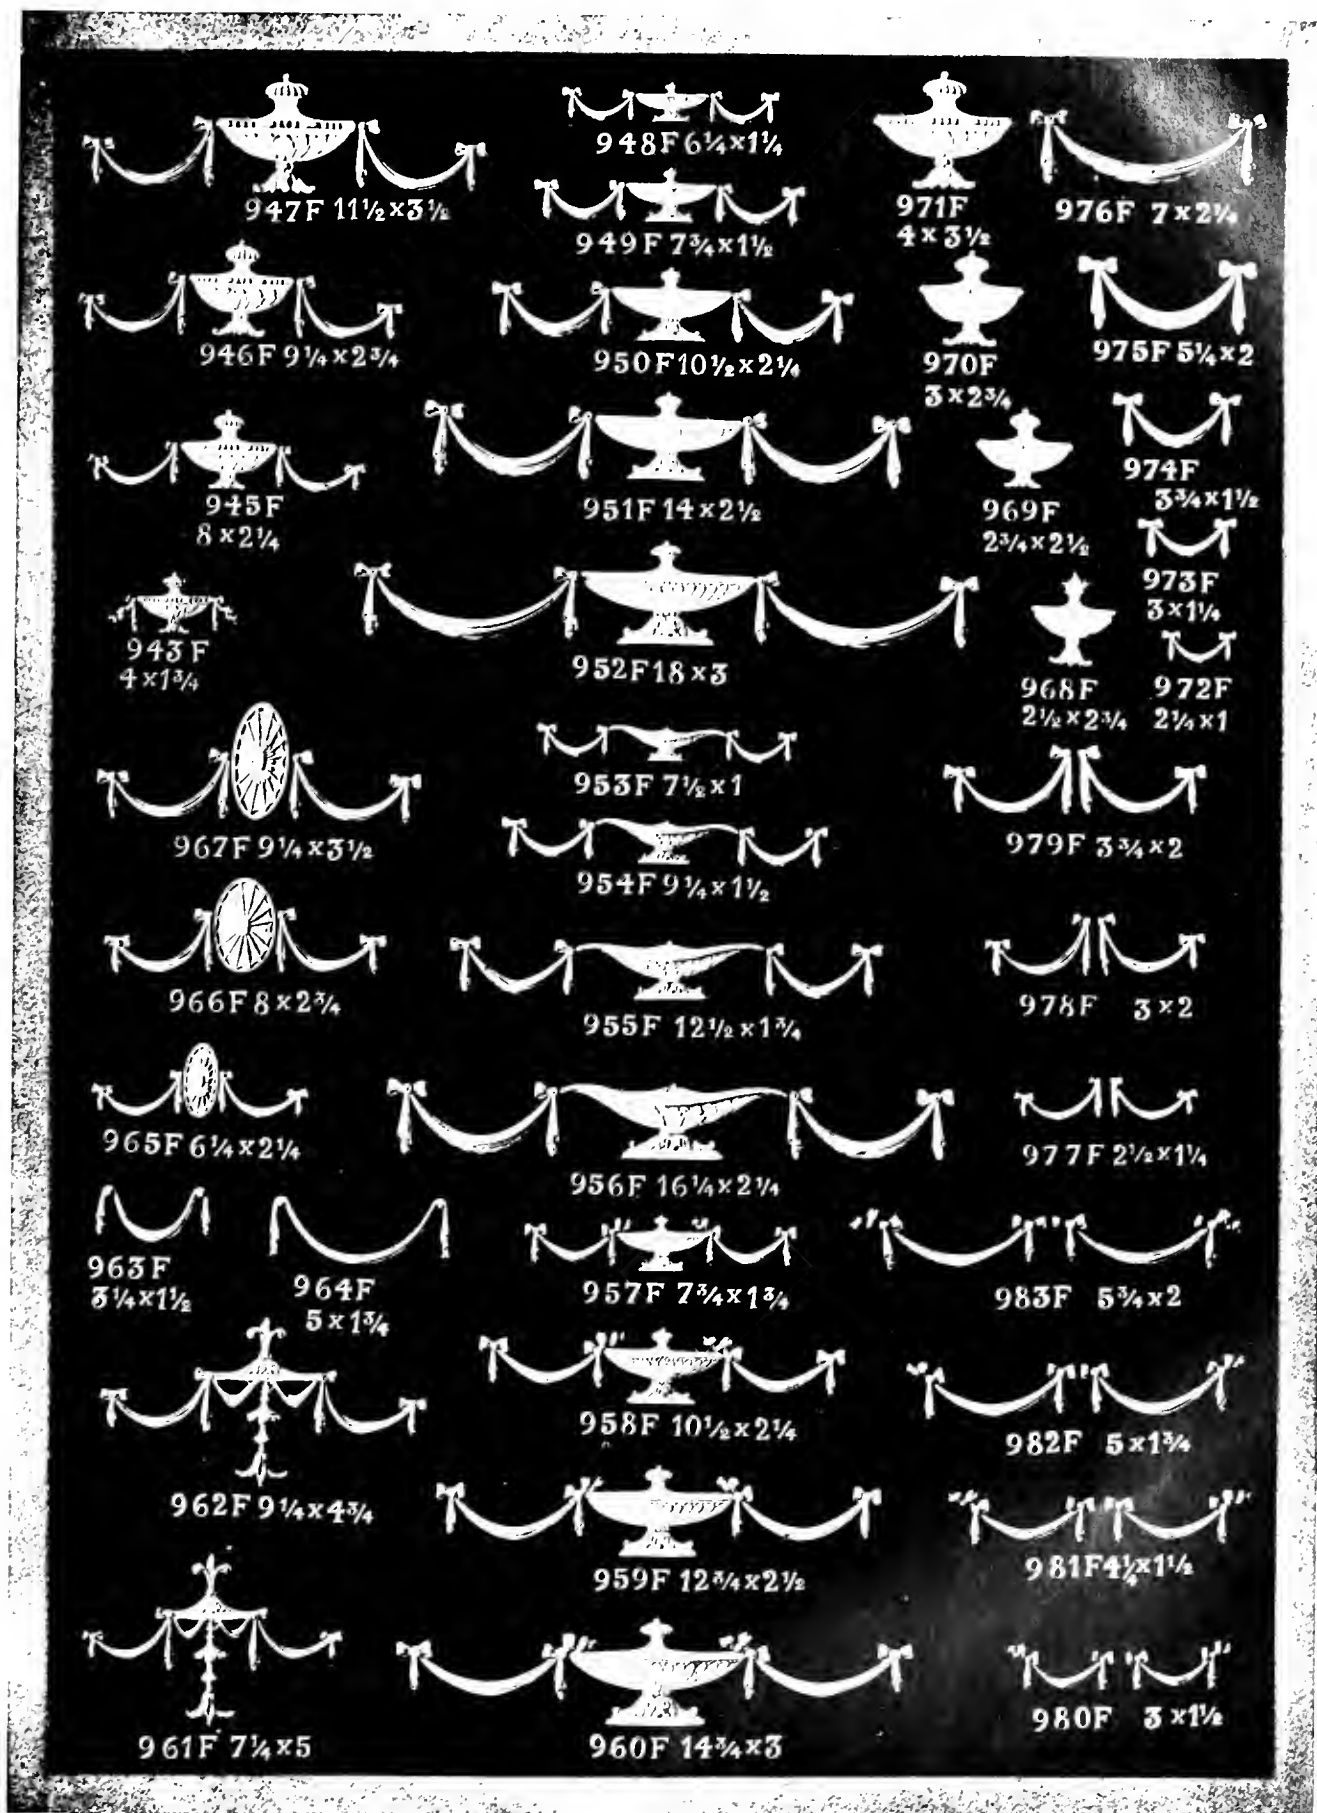 947F 11½×3½
948F 6¼×1¼
949F 7¾×1½
971F
4×3½
976F 7×2¼
946F 9¼×2¾
950F 10½×2¼
970F
3×2¾
975F 5¼×2
945F
8×2¼
951F 14×2½
969F
2¾×2½
974F
3¾×1½
973F
3×1¼
943F
4×1¾
952F 18×3
968F
2½×2¾
972F
2¼×1
967F 9¼×3½
953F 7½×1
954F 9¼×1½
979F 3¾×2
966F 8×2¾
955F 12½×1¾
978F 3×2
965F 6¼×2¼
956F 16¼×2¼
977F 2½×1¼
963F
3¼×1½
964F
5×1¾
957F 7¾×1¾
983F 5¾×2
962F 9¼×4¾
958F 10½×2¼
982F 5×1¾
959F 12¾×2½
981F 4¼×1½
961F 7¼×5
960F 14¾×3
980F 3×1½